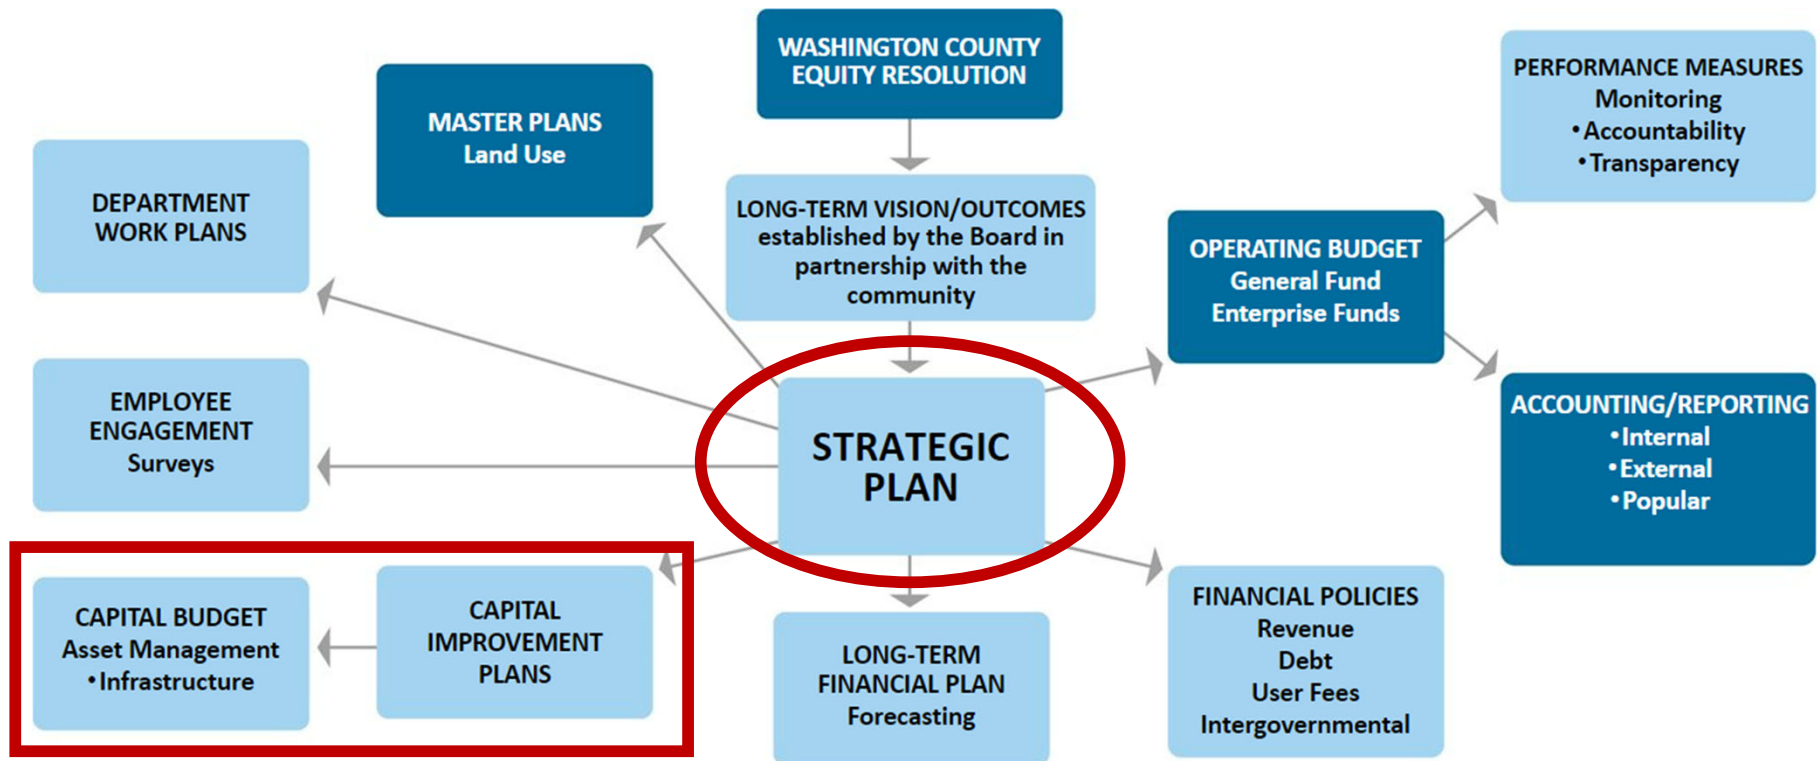 WASHINGTON COUNTY
EQUITY RESOLUTION
MASTER PLANS
Land Use
PERFORMANCE MEASURES
Monitoring
•Accountability
•Transparency
DEPARTMENT
WORK PLANS
LONG-TERM VISION/OUTCOMES
established by the Board in
partnership with the
community
OPERATING BUDGET
General Fund
Enterprise Funds
EMPLOYEE
ENGAGEMENT
Surveys
STRATEGIC
PLAN
ACCOUNTING/REPORTING
•Internal
•External
•Popular
CAPITAL BUDGET
Asset Management
•Infrastructure
CAPITAL
IMPROVEMENT
PLANS
LONG-TERM
FINANCIAL PLAN
Forecasting
FINANCIAL POLICIES
Revenue
Debt
User Fees
Intergovernmental